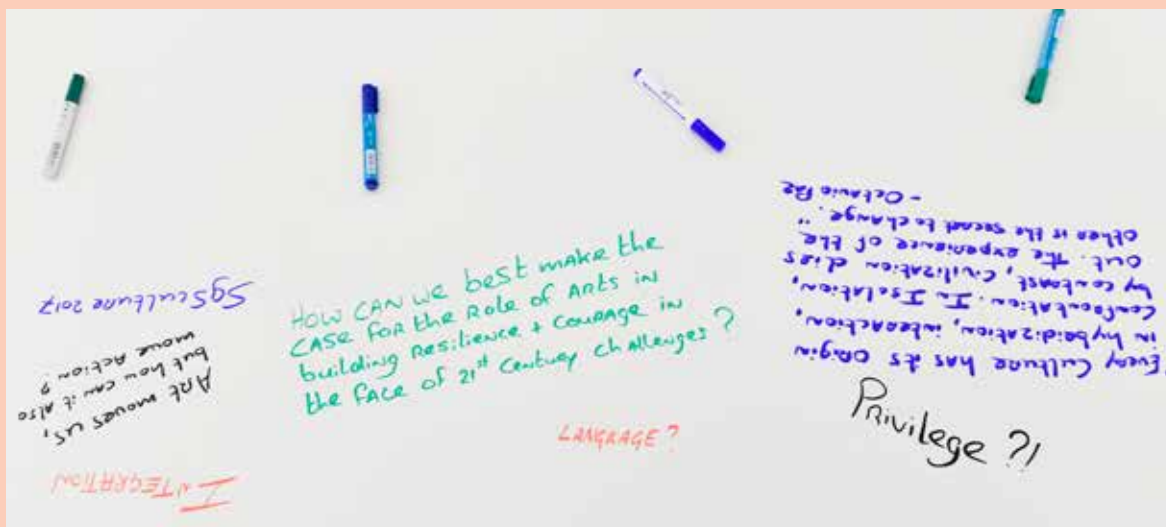 INTEGRATION
Art moves us,
but how can it also
move action?
SGSculture 2017
HOW CAN WE best make the
CASE for the Role of Arts in
building Resilience + Courage in
the face of 21st Century challenges?
LANGUAGE?
Every Culture has its origin
in hybridization, interaction,
confrontation. In Isolation,
by contrast, civilization dies
out. The experience of the
other is the secret to change."
- Octavio Paz
Privilege?!